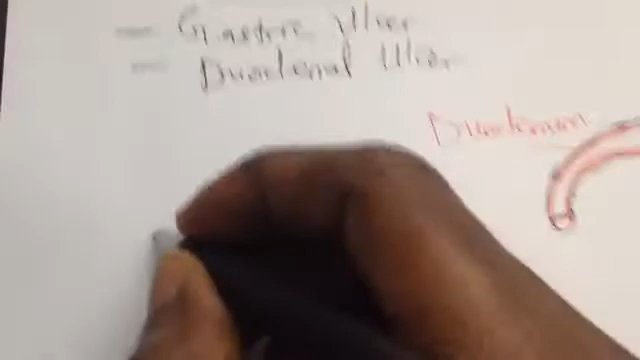 – Gastric Ulcer
– Duodenal Ulcer
Duodenum